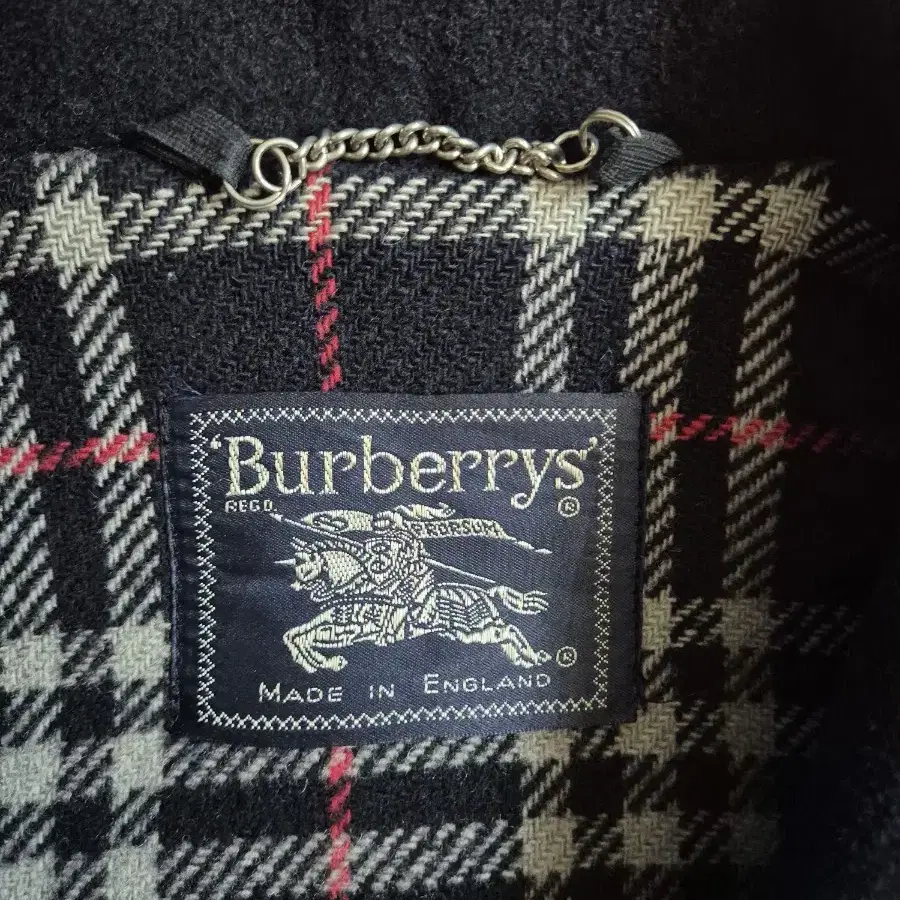 'Burberrys'
REGD. ®
PRORSUM
®
MADE IN ENGLAND